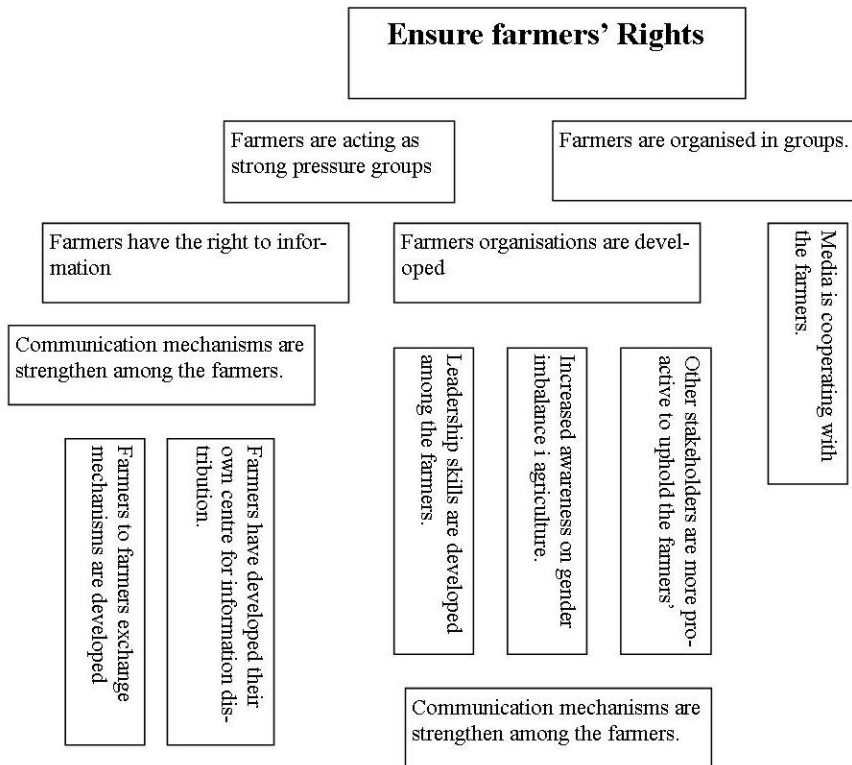 Ensure farmers’ Rights
Farmers are acting as
strong pressure groups
Farmers are organised in groups.
Farmers have the right to infor-
mation
Farmers organisations are devel-
oped
Media is cooperating with
the farmers.
Communication mechanisms are
strengthen among the farmers.
Leadership skills are developed
among the farmers.
Increased awareness on gender
imbalance i agriculture.
Other stakeholders are more pro-
active to uphold the farmers’
Farmers to farmers exchange
mechanisms are developed
Farmers have developed their
own centre for information dis-
tribution.
Communication mechanisms are
strengthen among the farmers.